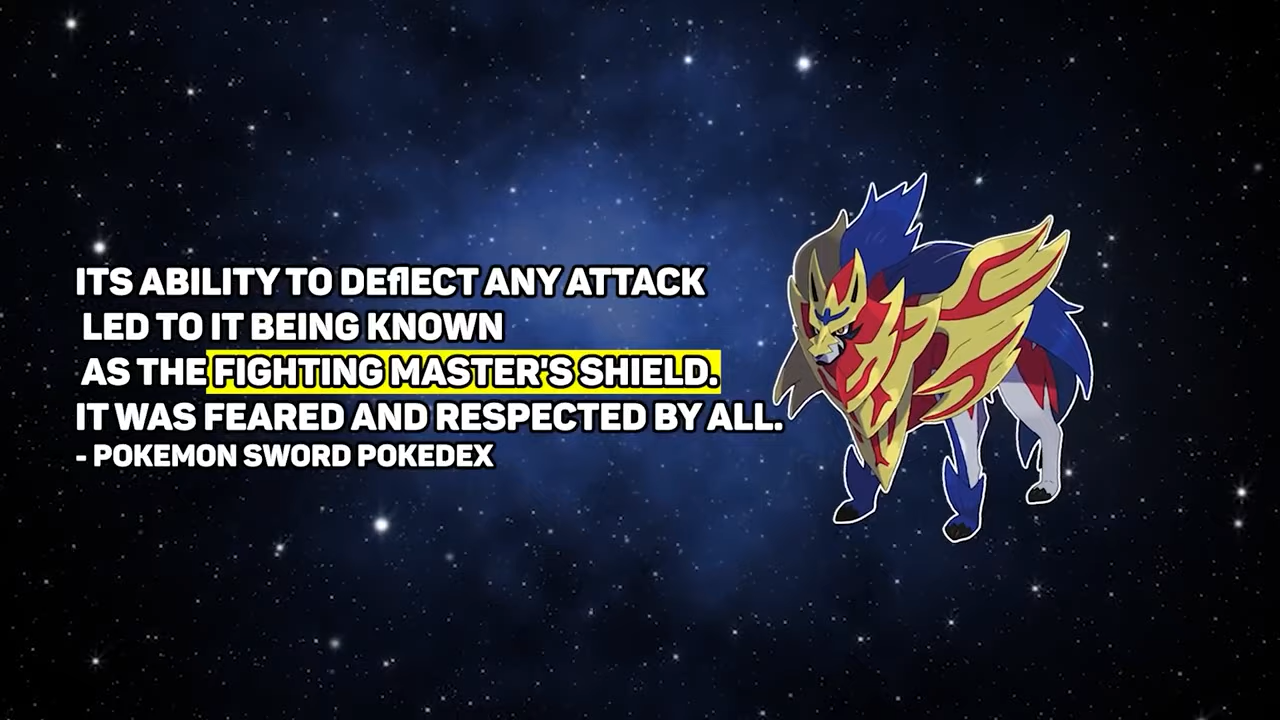 ITS ABILITY TO DEflECT ANY ATTACK
LED TO IT BEING KNOWN
AS THE FIGHTING MASTER'S SHIELD.
IT WAS FEARED AND RESPECTED BY ALL.
- POKEMON SWORD POKEDEX